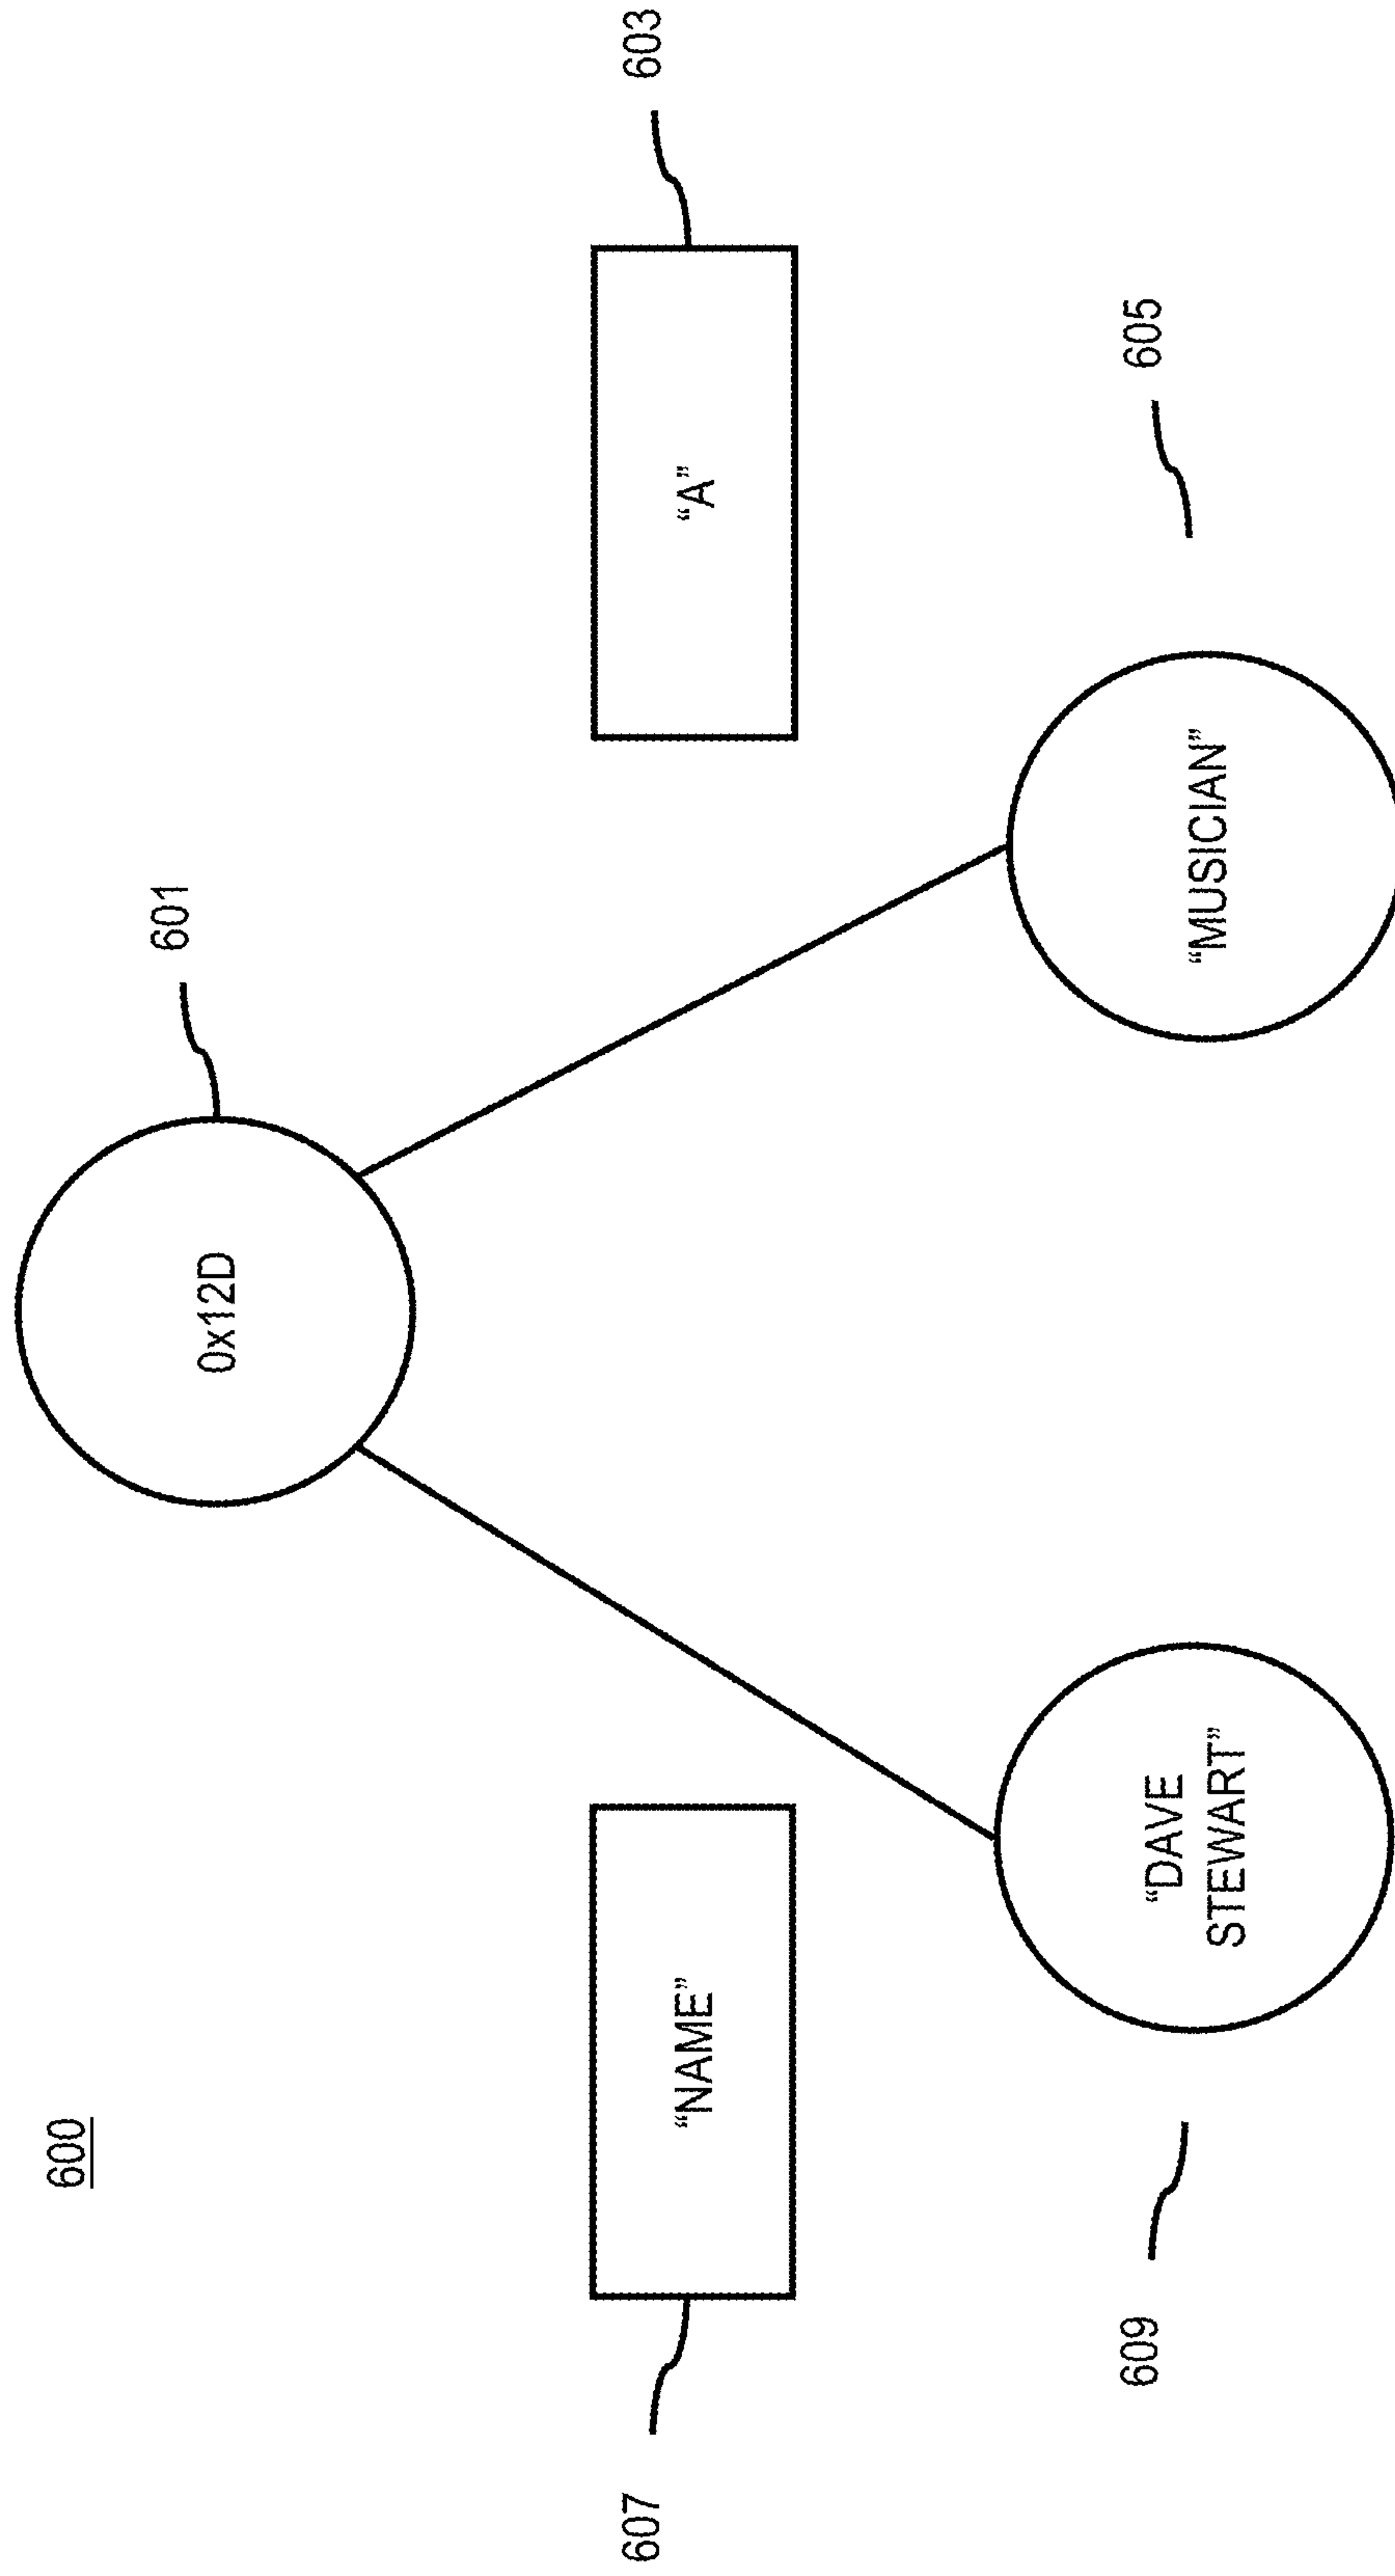 600
601
0x12D
607
603
“NAME”
“A”
609
605
“DAVE
STEWART”
“MUSICIAN”